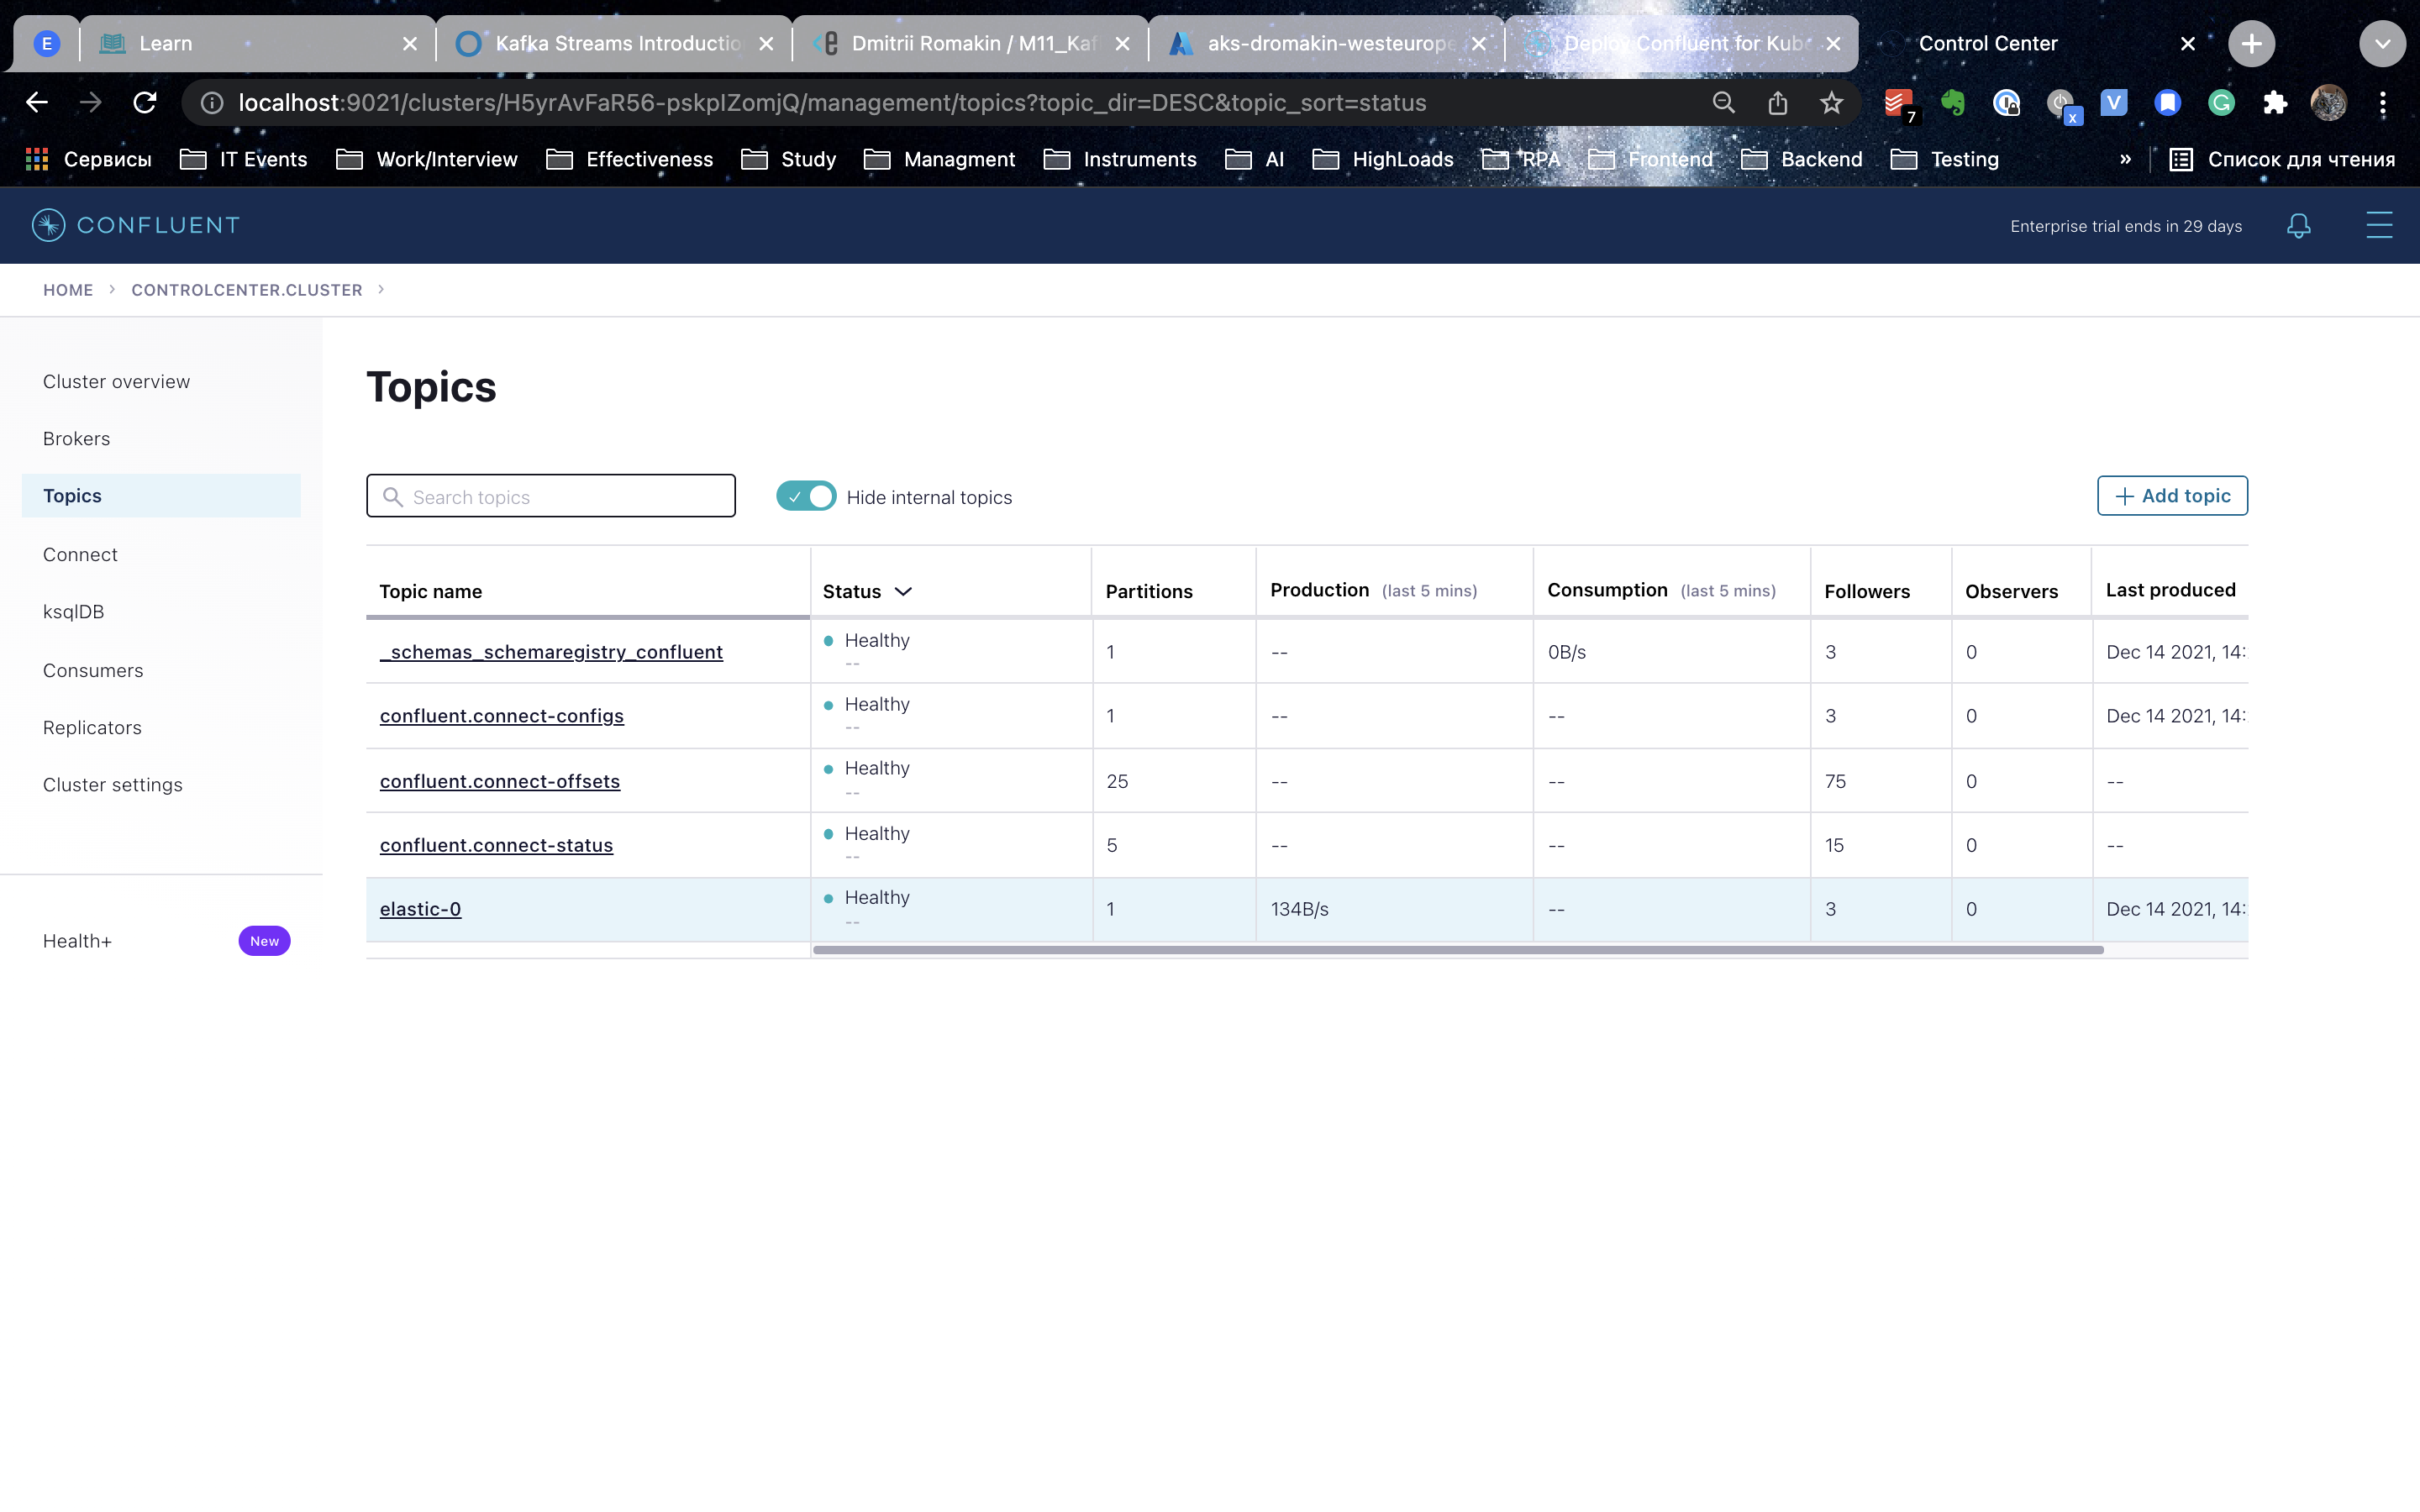 E
Learn
Kafka Streams Introductio
Dmitrii Romakin / M11_Kaf
aks-dromakin-westeurope
Deploy Confluent for Kube
Control Center
localhost:9021/clusters/H5yrAvFaR56-pskpIZomjQ/management/topics?topic_dir=DESC&topic_sort=status
7
x
V
Сервисы
IT Events
Work/Interview
Effectiveness
Study
Managment
Instruments
AI
HighLoads
RPA
Frontend
Backend
Testing
»
Список для чтения
CONFLUENT
Enterprise trial ends in 29 days
HOME > CONTROLCENTER.CLUSTER >
Cluster overview
Brokers
Topics
Connect
ksqlDB
Consumers
Replicators
Cluster settings
Health+ New
Topics
Search topics
Hide internal topics
+ Add topic
Topic name Status Partitions Production (last 5 mins) Consumption (last 5 mins) Followers Observers Last produced
_schemas_schemaregistry_confluent Healthy -- 1 -- 0B/s 3 0 Dec 14 2021, 14:
confluent.connect-configs Healthy -- 1 -- -- 3 0 Dec 14 2021, 14:
confluent.connect-offsets Healthy -- 25 -- -- 75 0 --
confluent.connect-status Healthy -- 5 -- -- 15 0 --
elastic-0 Healthy -- 1 134B/s -- 3 0 Dec 14 2021, 14: